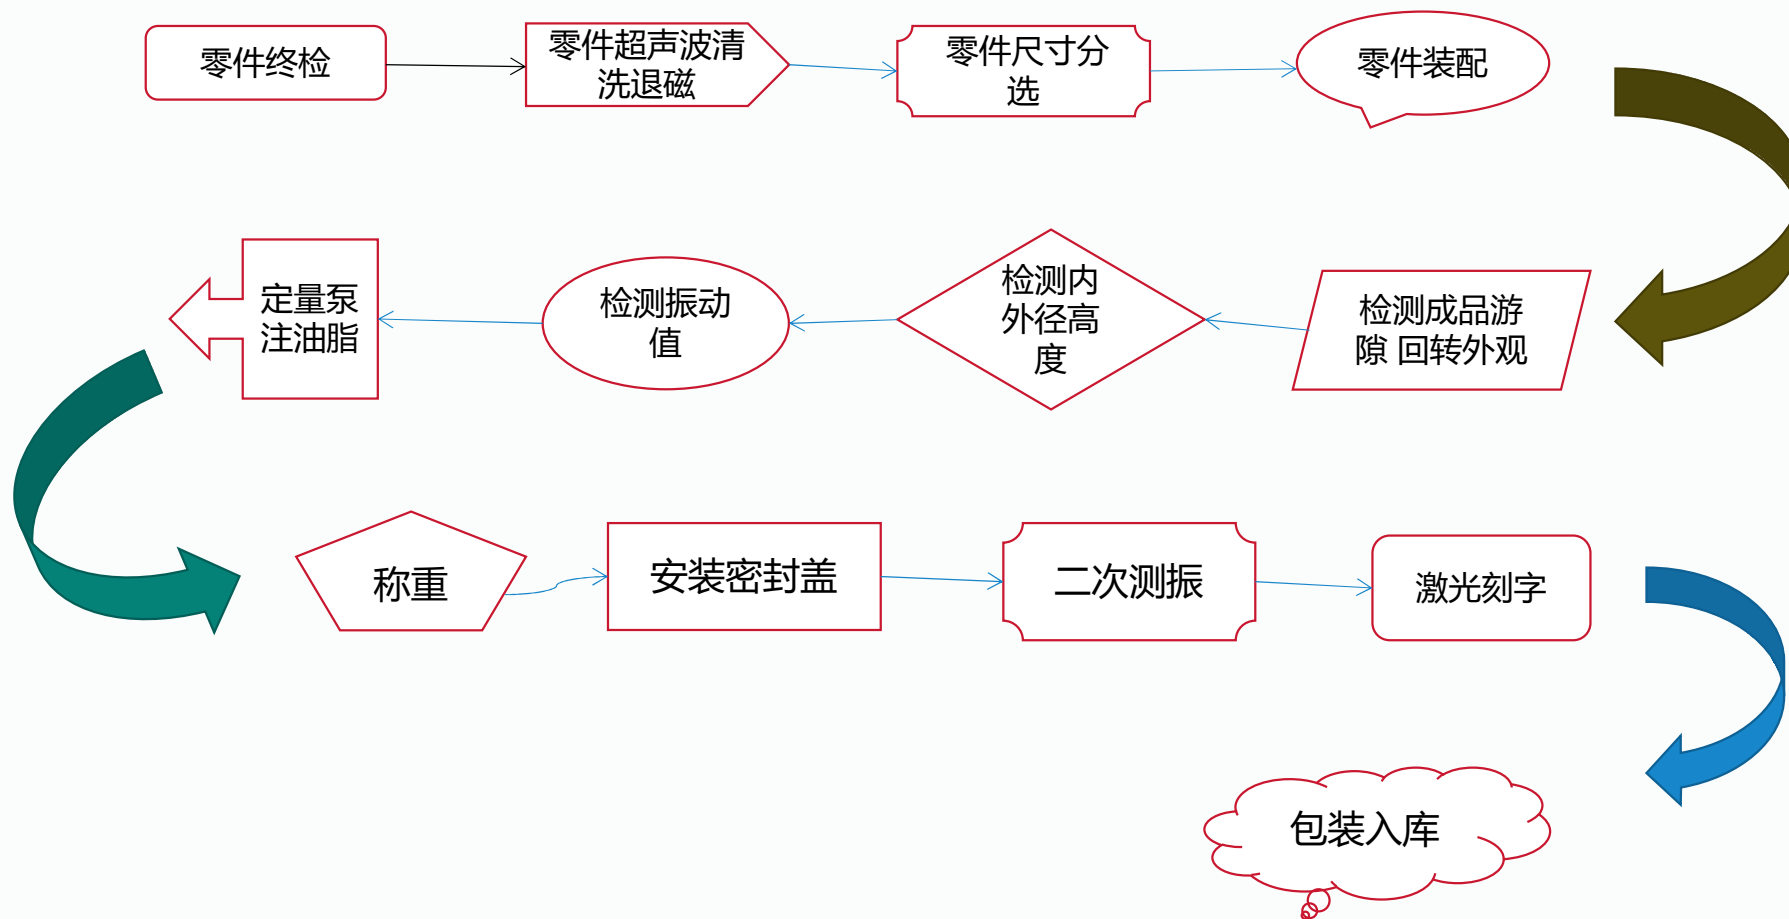 零件终检
零件超声波清
洗退磁
零件尺寸分
选
零件装配
检测成品游
隙 回转外观
检测内
外径高
度
检测振动
值
定量泵
注油脂
称重
安装密封盖
二次测振
激光刻字
包装入库